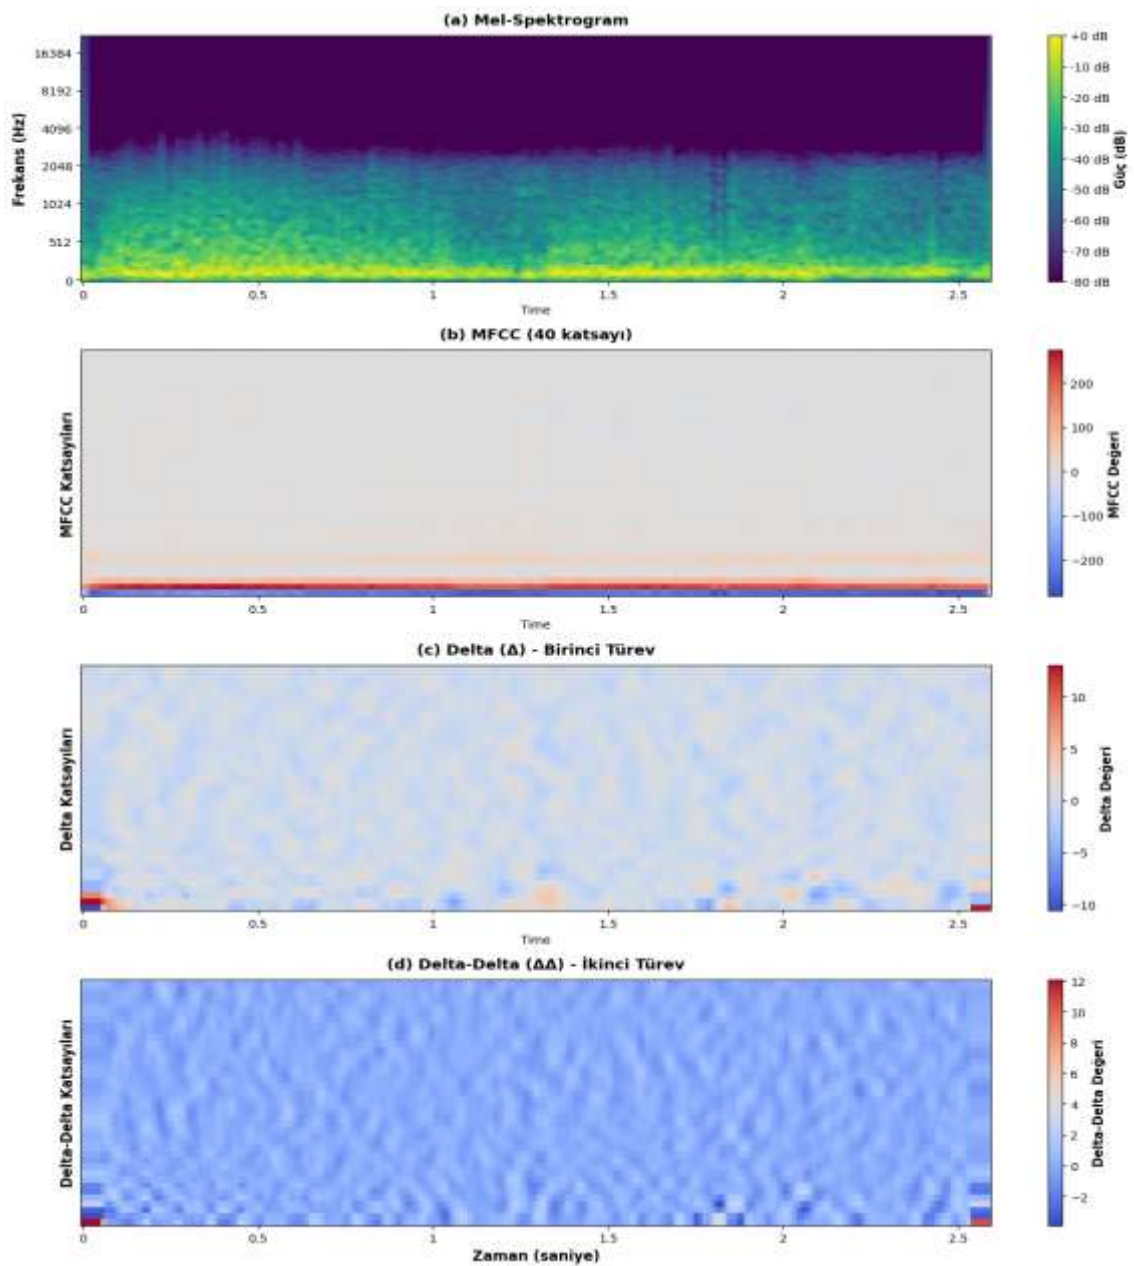 (a) Mel-Spektrogram
Frekans (Hz)
16384
8192
4096
2048
1024
512
0
0
0.5
1
1.5
2
2.5
Time
+0 dB
-10 dB
-20 dB
-30 dB
-40 dB
-50 dB
-60 dB
-70 dB
-80 dB
Güç (dB)
(b) MFCC (40 katsayı)
MFCC Katsayıları
0
0.5
1
1.5
2
2.5
Time
200
100
0
−100
−200
MFCC Değeri
(c) Delta (Δ) - Birinci Türev
Delta Katsayıları
0
0.5
1
1.5
2
2.5
Time
10
5
0
−5
−10
Delta Değeri
(d) Delta-Delta (ΔΔ) - İkinci Türev
Delta-Delta Katsayıları
0
0.5
1
1.5
2
2.5
Zaman (saniye)
12
10
8
6
4
2
0
−2
Delta-Delta Değeri